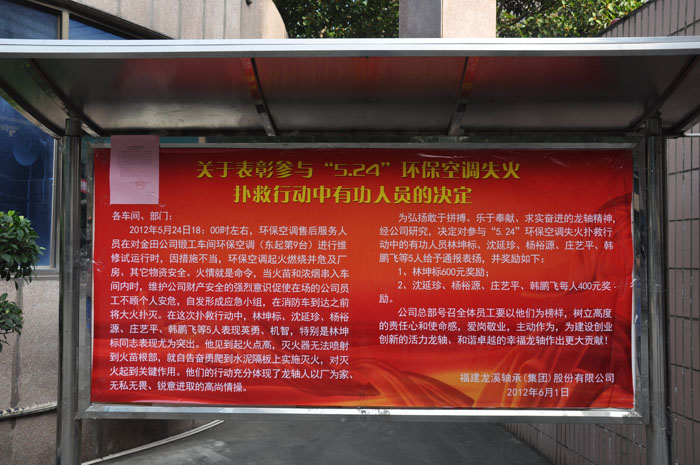 关于表彰参与“5.24”环保空调失火
扑救行动中有功人员的决定
各车间、部门：
2012年5月24日18：00时左右，环保空调售后服务人
员在对金田公司锻工车间环保空调（东起第9台）进行维
修试运行时，因措施不当，环保空调起火燃烧并危及厂
房、其它物资安全。火情就是命令，当火苗和浓烟串入车
间内时，维护公司财产安全的强烈意识促使在场的公司员
工不顾个人安危，自发形成应急小组，在消防车到达之前
将大火扑灭。在这次扑救行动中，林坤标、沈延珍、杨裕
源、庄艺平、韩鹏飞等5人表现英勇、机智，特别是林坤
标同志表现尤为突出。他见到起火点高，灭火器无法喷射
到火苗根部，就自告奋勇爬到水泥隔板上实施灭火，对灭
火起到关键作用。他们的行动充分体现了龙轴人以厂为家、
无私无畏、锐意进取的高尚情操。
为弘扬敢于拼搏、乐于奉献、求实奋进的龙轴精神，
经公司研究，决定对参与“5.24”环保空调失火扑救行
动中的有功人员林坤标、沈延珍、杨裕源、庄艺平、韩
鹏飞等5人给予通报表扬，并奖励如下：
1、林坤标600元奖励；
2、沈延珍、杨裕源、庄艺平、韩鹏飞每人400元奖
励。
公司总部号召全体员工要以他们为榜样，树立高度
的责任心和使命感，爱岗敬业，主动作为，为建设创业
创新的活力龙轴、和谐卓越的幸福龙轴作出更大贡献！
福建龙溪轴承(集团)股份有限公司
2012年6月1日